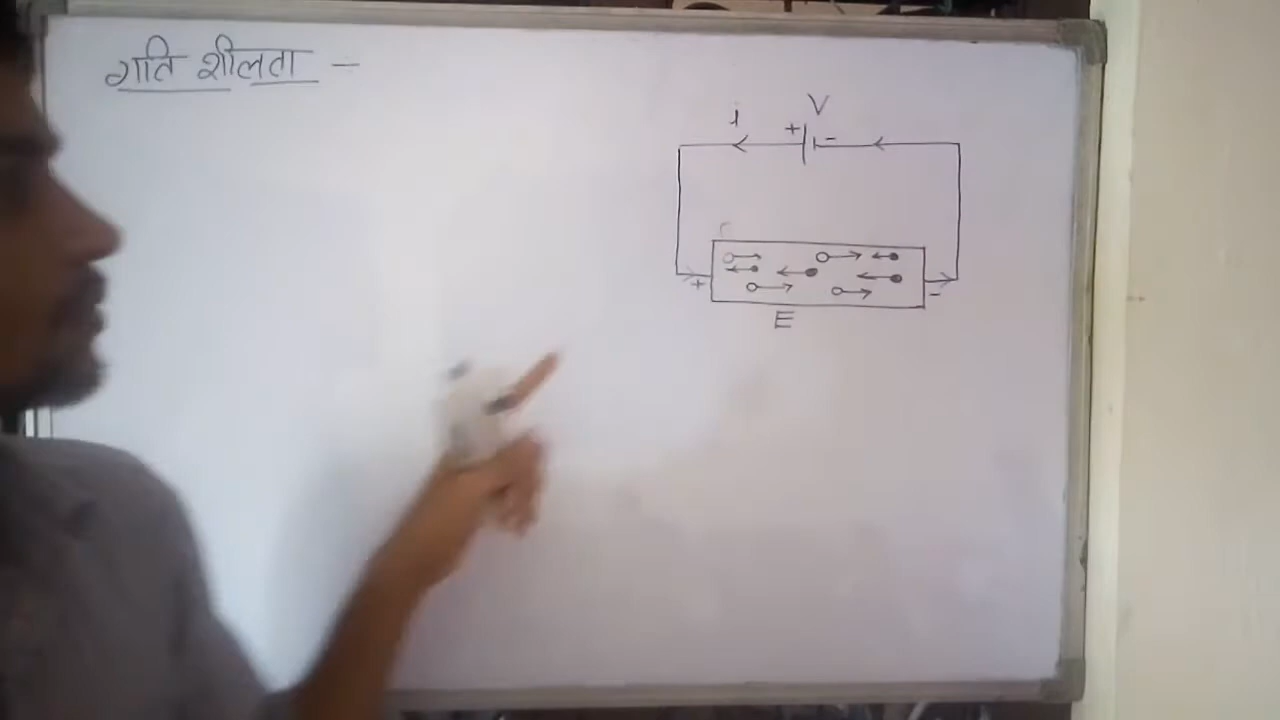 गति शीलता –
V
i
+ -
+ -
E